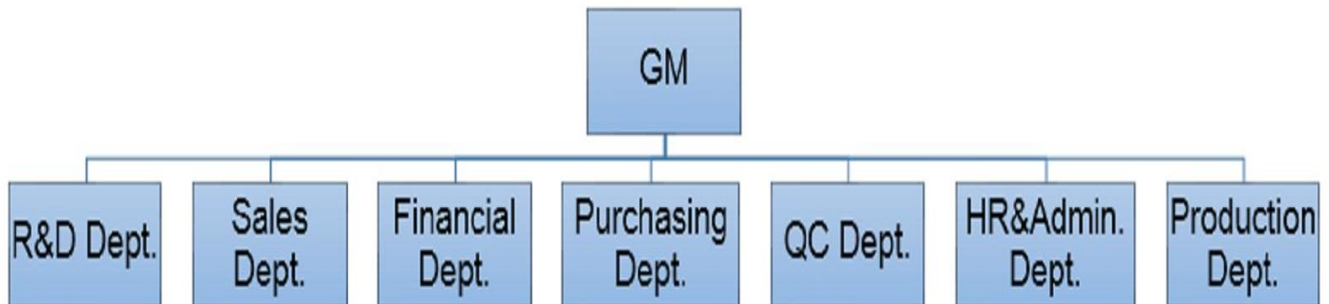 GM
R&D Dept.
Sales
Dept.
Financial
Dept.
Purchasing
Dept.
QC Dept.
HR&Admin.
Dept.
Production
Dept.